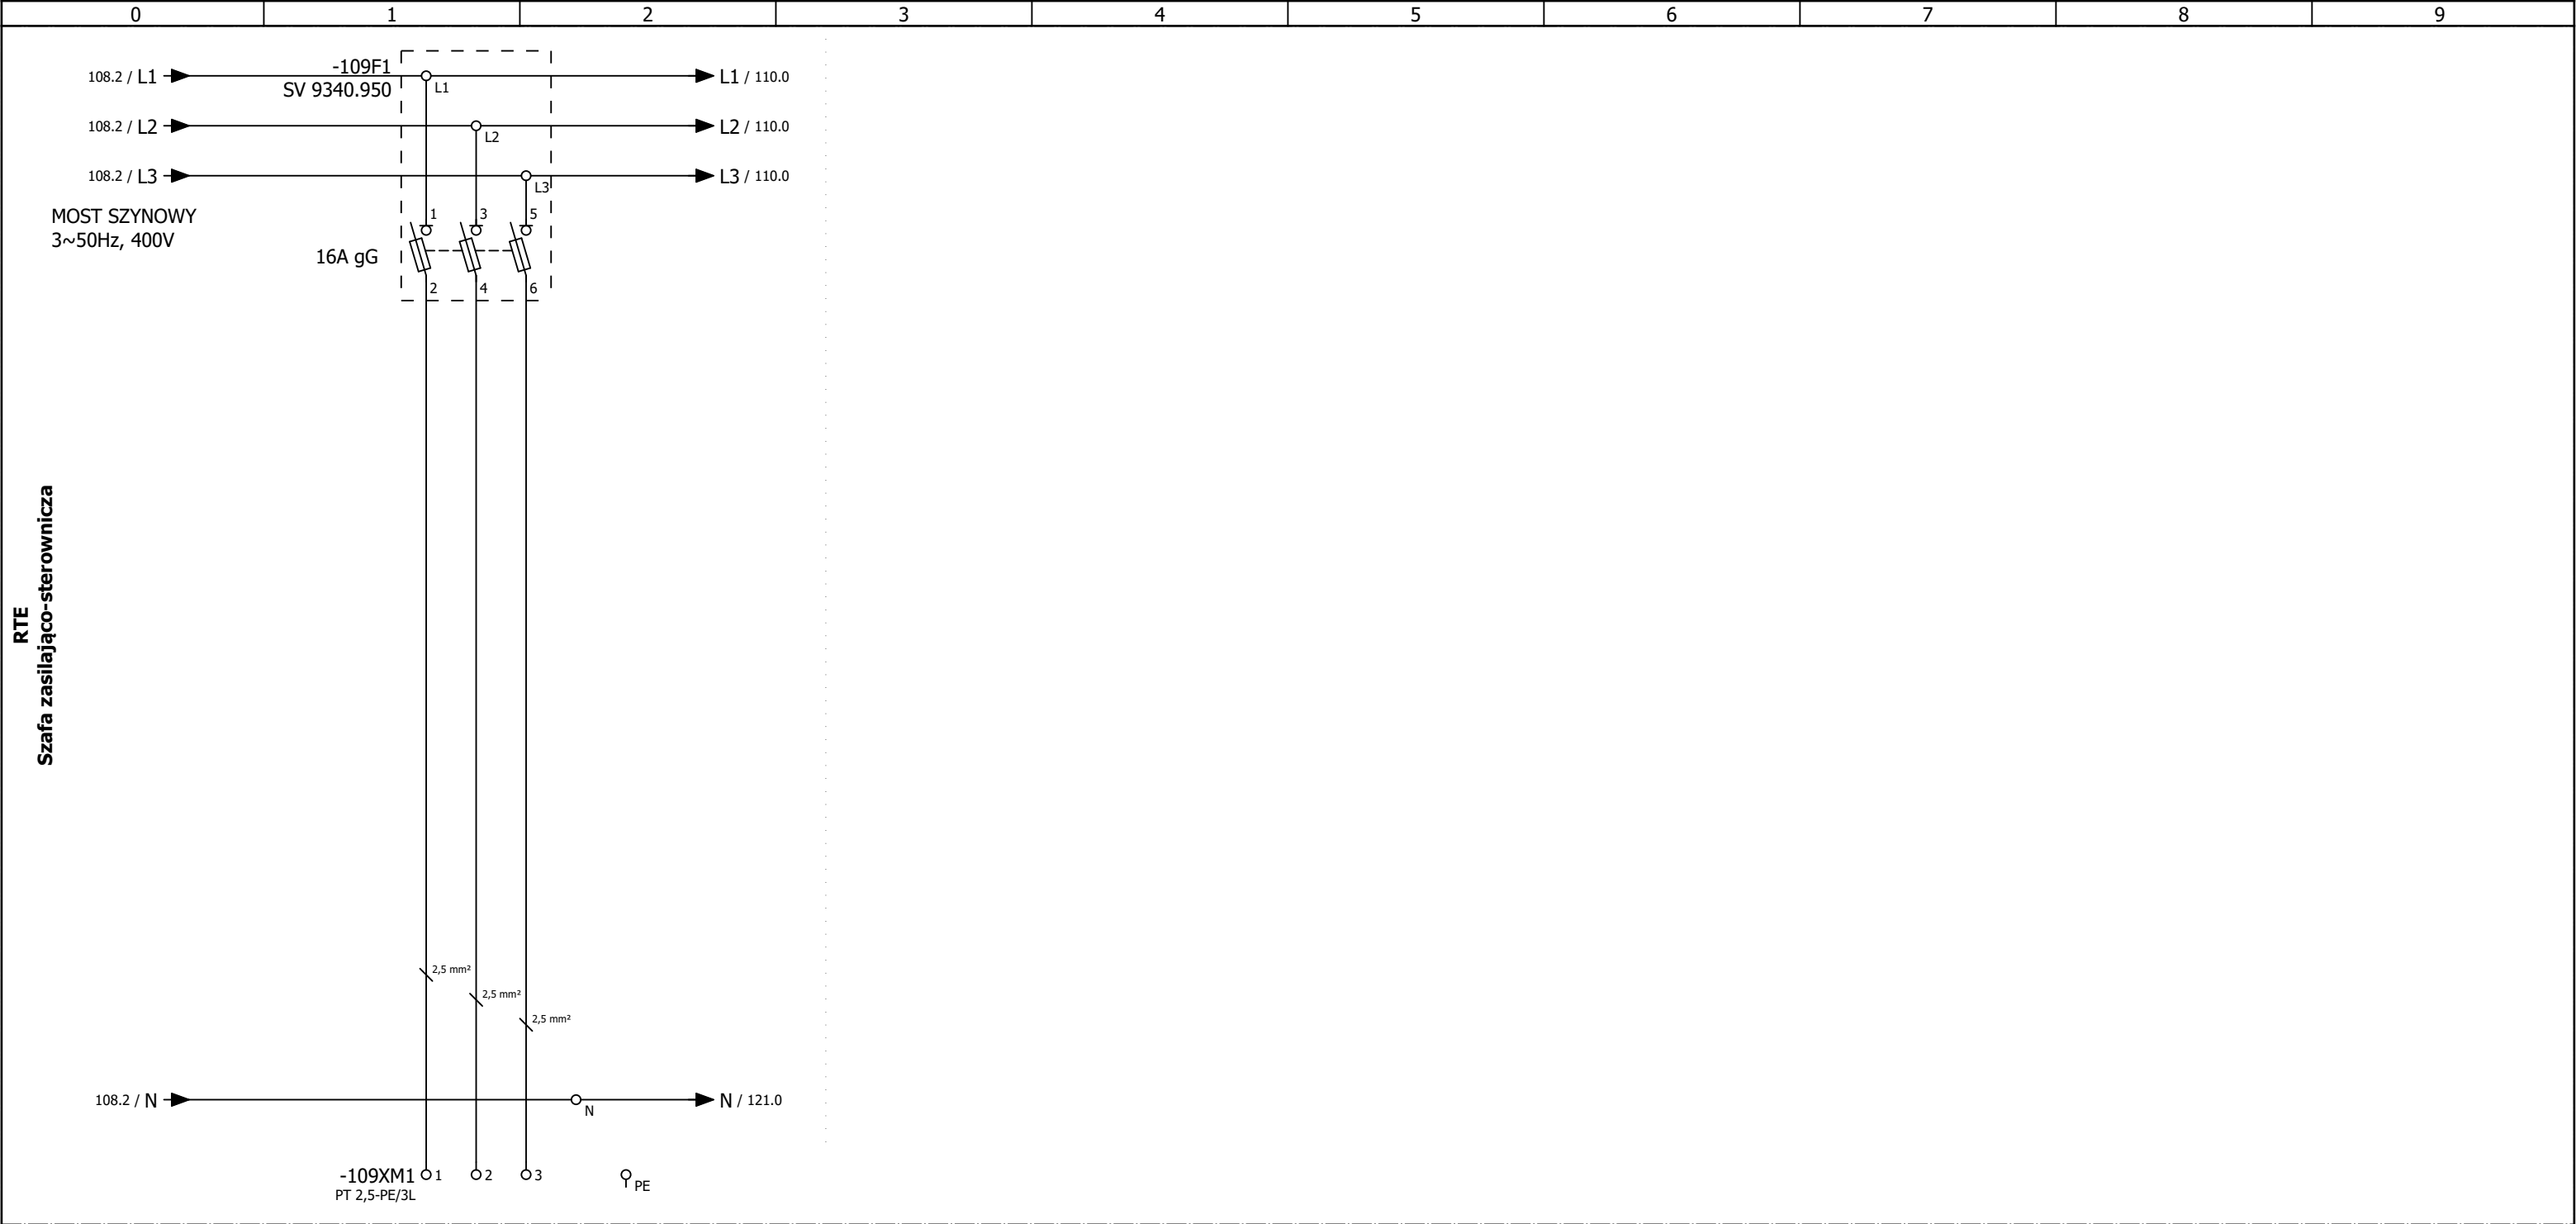 0 1 2 3 4 5 6 7 8 9
-109F1
108.2 / L1 L1 / 110.0
SV 9340.950 L1
108.2 / L2 L2 / 110.0
L2
108.2 / L3 L3 / 110.0
L3
MOST SZYNOWY 1 3 5
3~50Hz, 400V
16A gG
2 4 6
RTE
Szafa zasilająco-sterownicza
2,5 mm²
2,5 mm²
2,5 mm²
108.2 / N N / 121.0
N
-109XM1 1 2 3
PE
PT 2,5-PE/3L